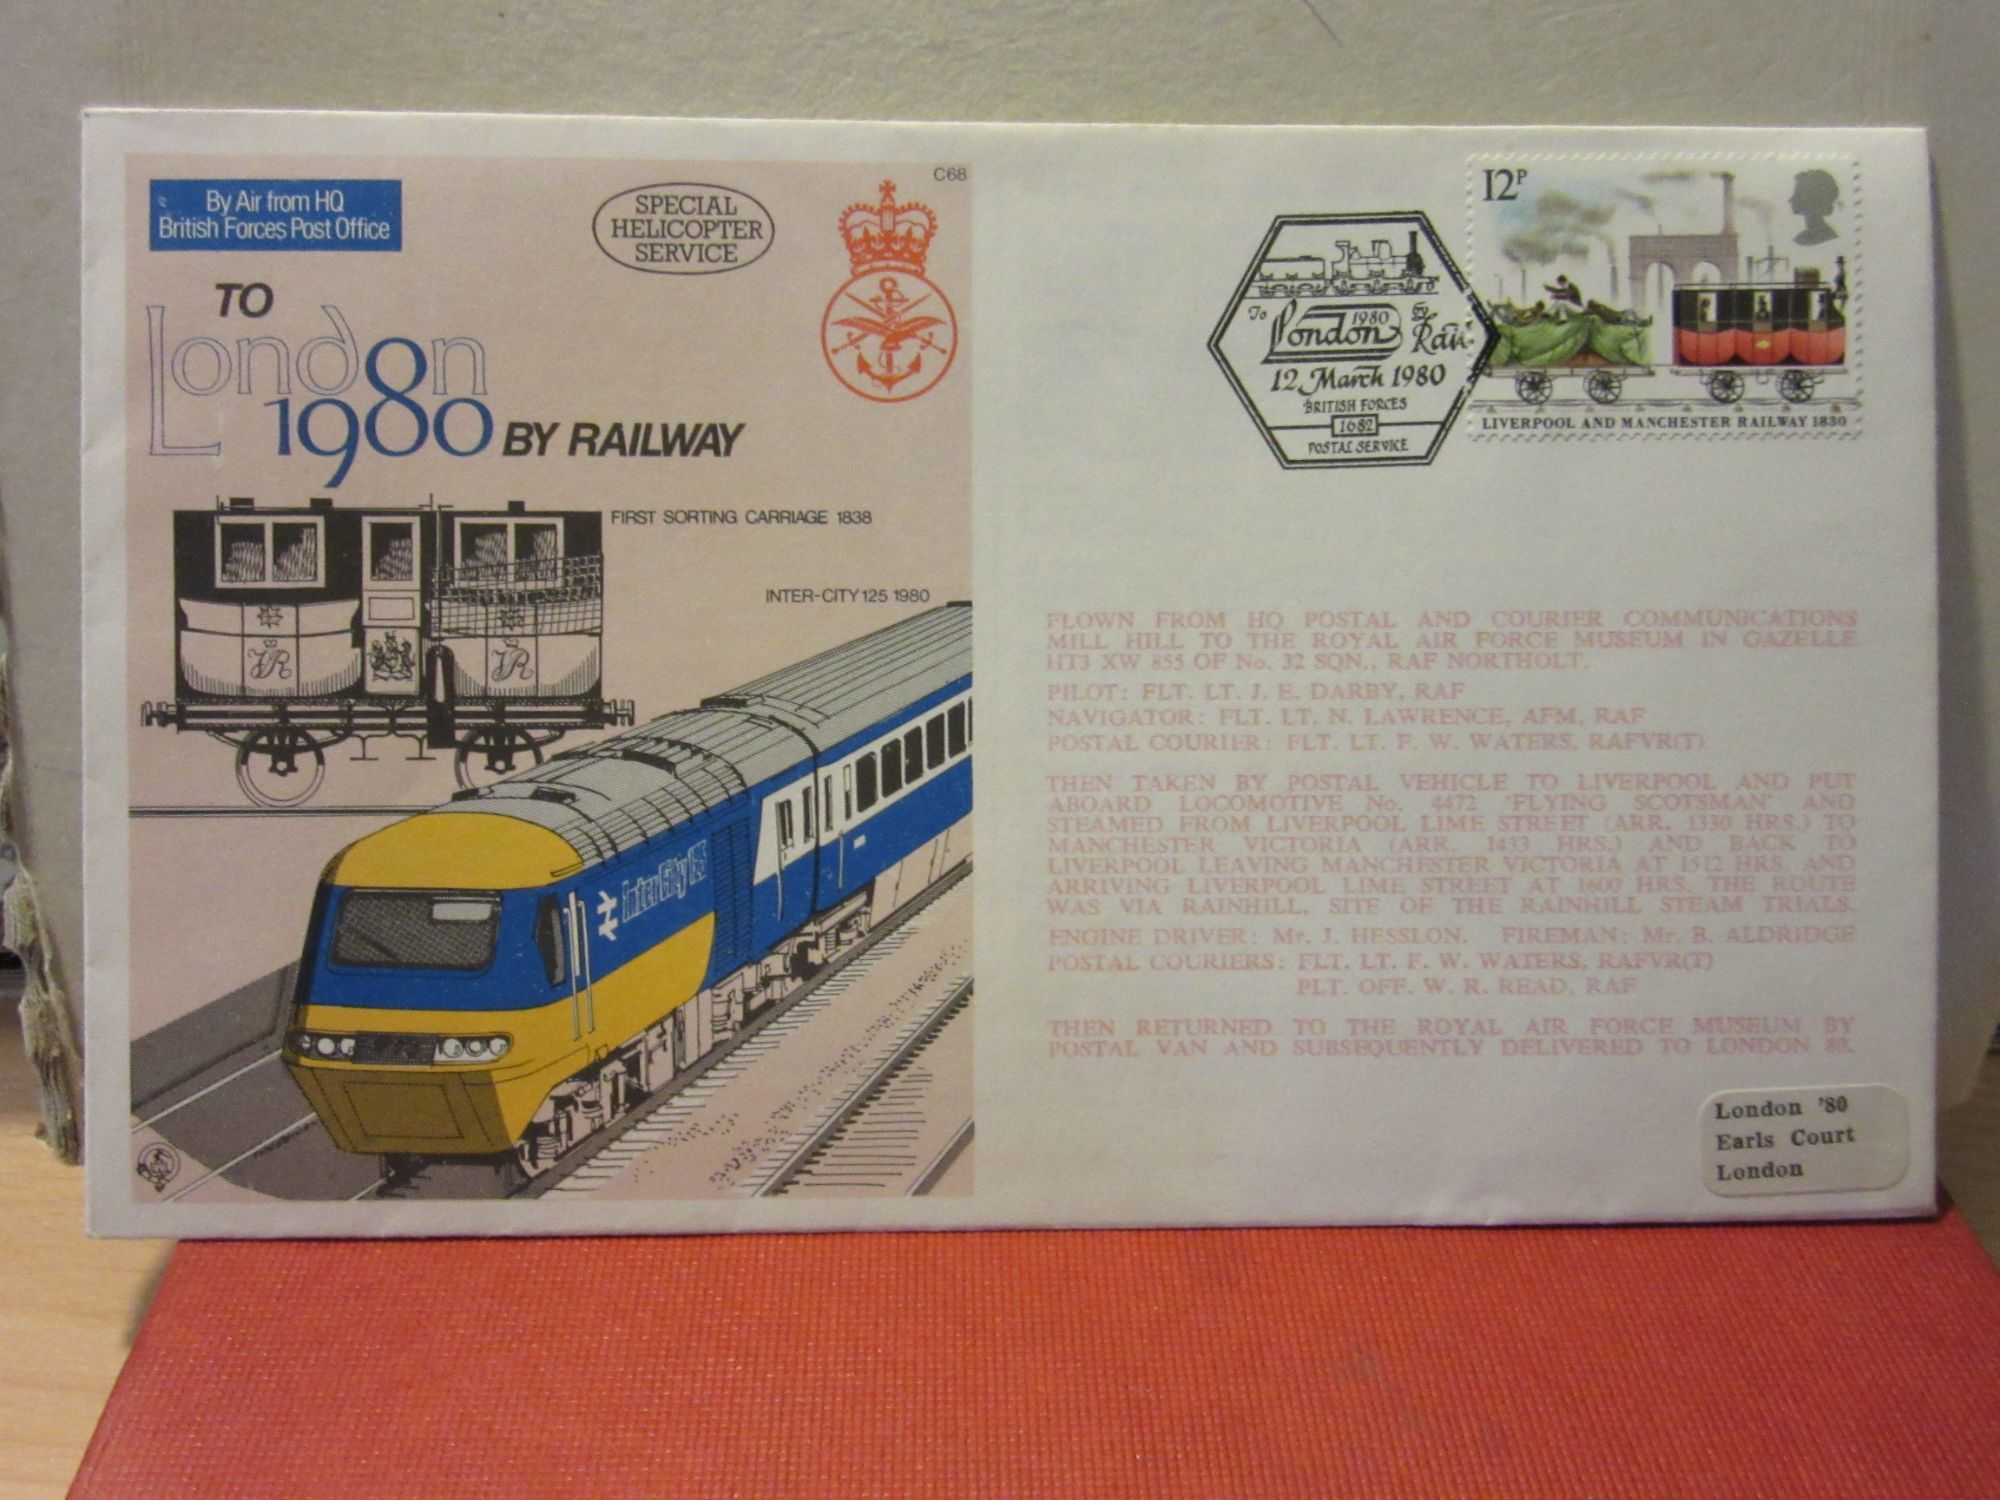 By Air from HQ
British Forces Post Office
SPECIAL
HELICOPTER
SERVICE
C68
TO
London
1980 BY RAILWAY
FIRST SORTING CARRIAGE 1838
INTER-CITY 125 1980
VR
VR
Inter-City 125
To London 1980 by Rail
12 March 1980
BRITISH FORCES
1682
POSTAL SERVICE
12P
LIVERPOOL AND MANCHESTER RAILWAY 1830
FLOWN FROM HQ POSTAL AND COURIER COMMUNICATIONS
MILL HILL TO THE ROYAL AIR FORCE MUSEUM IN GAZELLE
HT3 XW 855 OF No. 32 SQN., RAF NORTHOLT.
PILOT: FLT. LT. J. E. DARBY, RAF
NAVIGATOR: FLT. LT. N. LAWRENCE, AFM, RAF
POSTAL COURIER: FLT. LT. F. W. WATERS, RAFVR(T)
THEN TAKEN BY POSTAL VEHICLE TO LIVERPOOL AND PUT
ABOARD LOCOMOTIVE No. 4472 'FLYING SCOTSMAN' AND
STEAMED FROM LIVERPOOL LIME STREET (ARR. 1330 HRS.) TO
MANCHESTER VICTORIA (ARR. 1433 HRS.) AND BACK TO
LIVERPOOL LEAVING MANCHESTER VICTORIA AT 1512 HRS. AND
ARRIVING LIVERPOOL LIME STREET AT 1600 HRS. THE ROUTE
WAS VIA RAINHILL, SITE OF THE RAINHILL STEAM TRIALS.
ENGINE DRIVER: Mr. J. HESSLON. FIREMAN: Mr. B. ALDRIDGE
POSTAL COURIERS: FLT. LT. F. W. WATERS, RAFVR(T)
PLT. OFF. W. R. READ, RAF
THEN RETURNED TO THE ROYAL AIR FORCE MUSEUM BY
POSTAL VAN AND SUBSEQUENTLY DELIVERED TO LONDON 80.
London '80
Earls Court
London